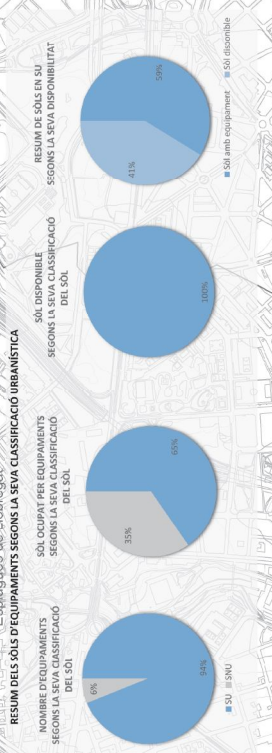 Esplugues de Llobregat
RESUM DELS SÒLS D'EQUIPAMENTS SEGONS LA SEVA CLASSIFICACIÓ URBANÍSTICA
NOMBRE D'EQUIPAMENTS
SEGONS LA SEVA CLASSIFICACIÓ
DEL SÒL
6%
94%
SU
SNU
SÒL OCUPAT PER EQUIPAMENTS
SEGONS LA SEVA CLASSIFICACIÓ
DEL SÒL
35%
65%
SÒL DISPONIBLE
SEGONS LA SEVA CLASSIFICACIÓ
DEL SÒL
100%
RESUM DE SÒLS EN SU
SEGONS LA SEVA DISPONIBILITAT
41%
59%
Sòl amb equipament
Sòl disponible